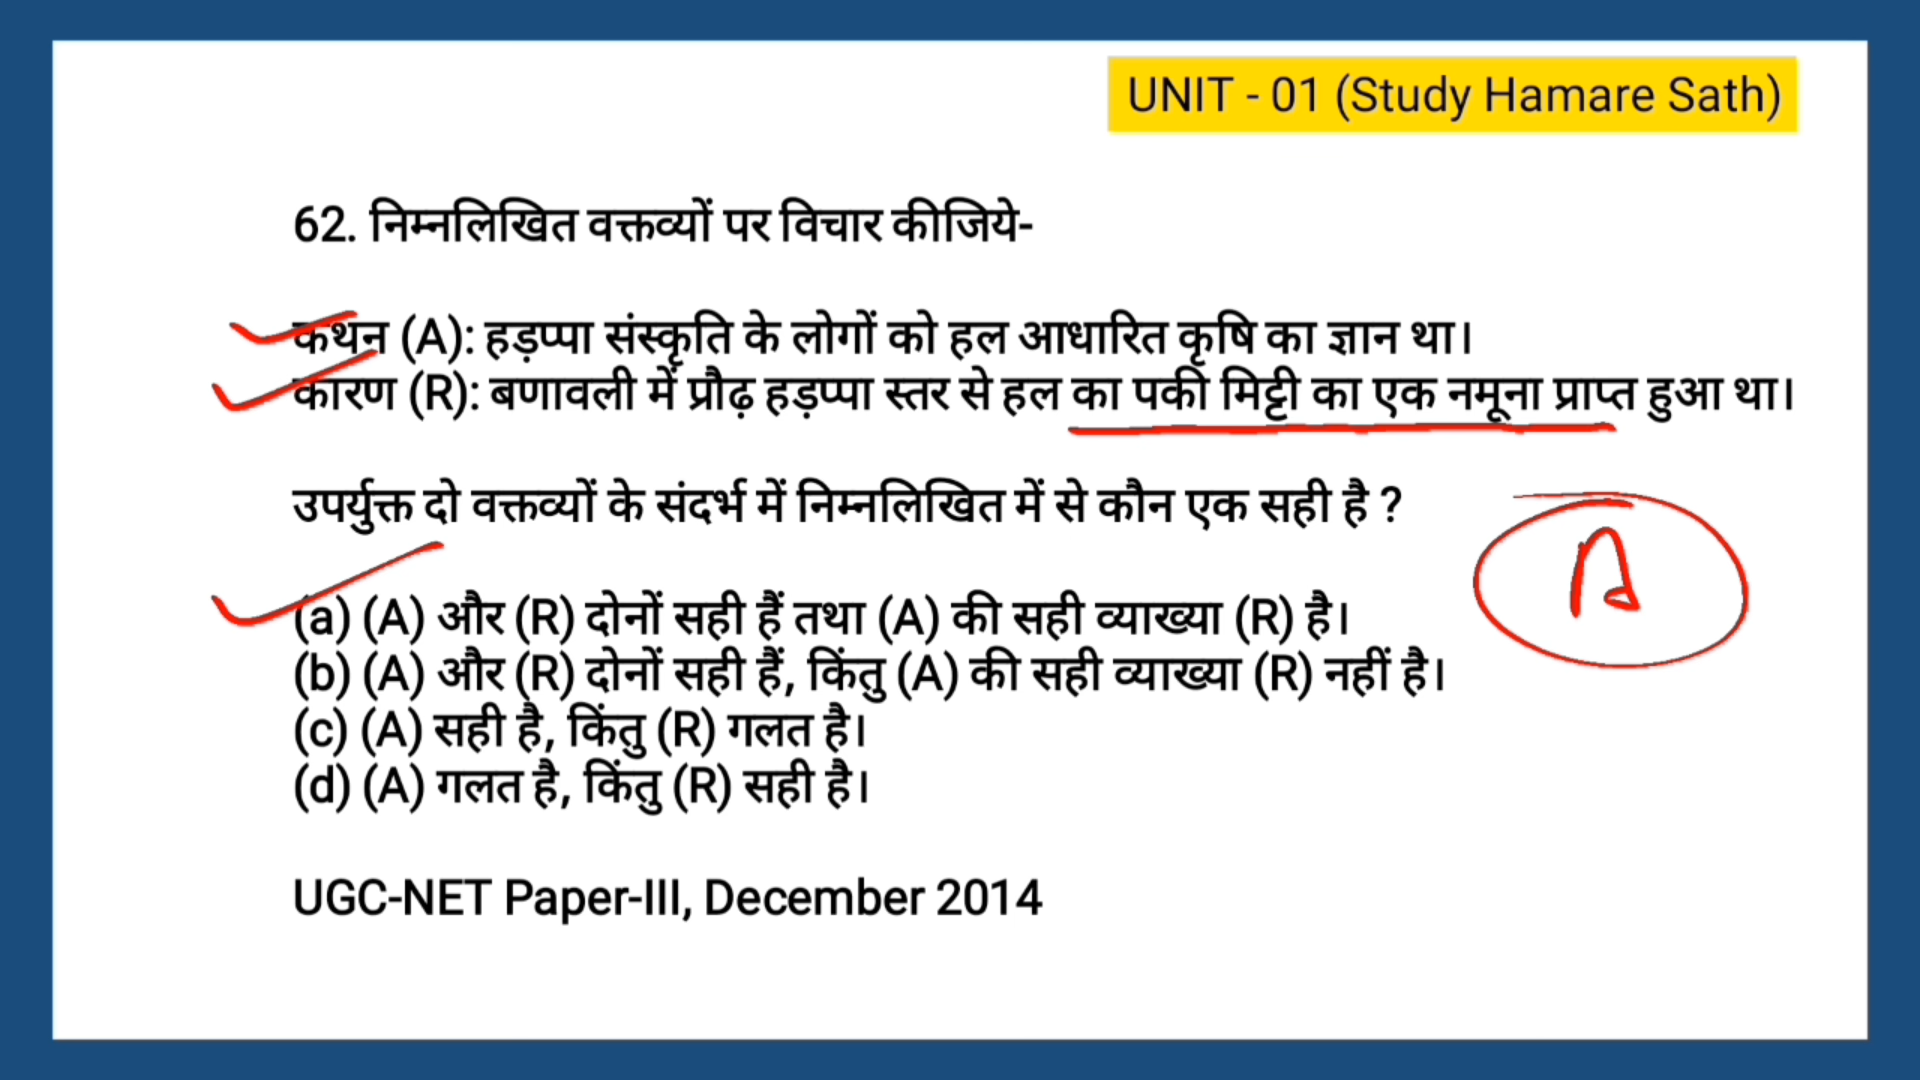 UNIT - 01 (Study Hamare Sath)
62. निम्नलिखित वक्तव्यों पर विचार कीजिये-
कथन (A): हड़प्पा संस्कृति के लोगों को हल आधारित कृषि का ज्ञान था।
कारण (R): बणावली में प्रौढ़ हड़प्पा स्तर से हल का पकी मिट्टी का एक नमूना प्राप्त हुआ था।
उपर्युक्त दो वक्तव्यों के संदर्भ में निम्नलिखित में से कौन एक सही है ?
A
(a) (A) और (R) दोनों सही हैं तथा (A) की सही व्याख्या (R) है।
(b) (A) और (R) दोनों सही हैं, किंतु (A) की सही व्याख्या (R) नहीं है।
(c) (A) सही है, किंतु (R) गलत है।
(d) (A) गलत है, किंतु (R) सही है।
UGC-NET Paper-III, December 2014